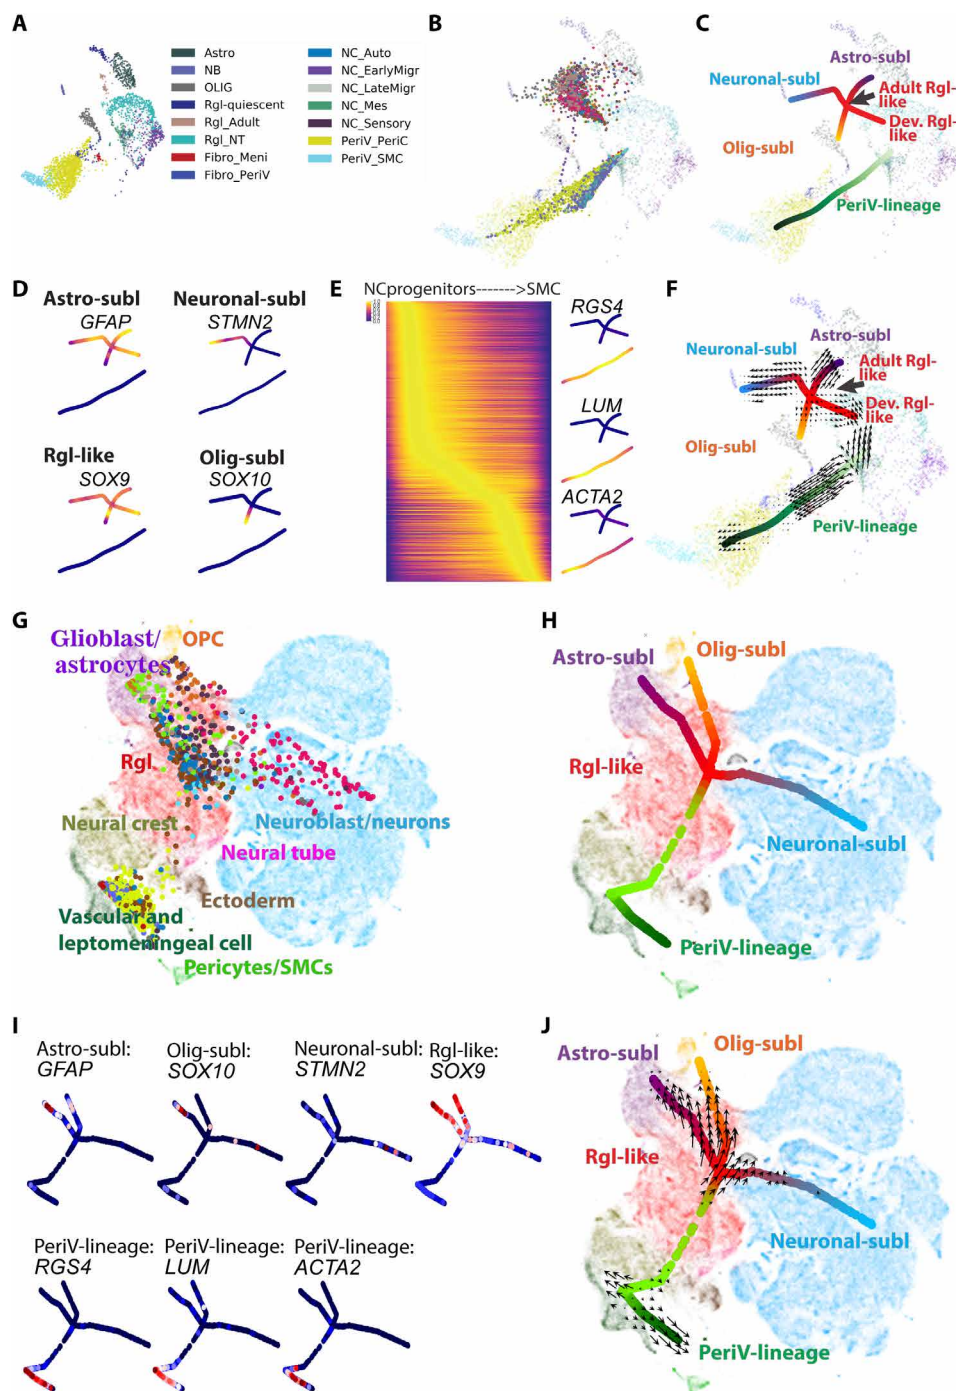 A
Astro
NB
OLIG
Rgl-quiescent
Rgl_Adult
Rgl_NT
Fibro_Meni
Fibro_PeriV
NC_Auto
NC_EarlyMigr
NC_LateMigr
NC_Mes
NC_Sensory
PeriV_PeriC
PeriV_SMC
B
C
Astro-subl
Neuronal-subl
Adult Rgl-
like
Dev. Rgl-
like
Olig-subl
PeriV-lineage
D
Astro-subl
GFAP
Neuronal-subl
STMN2
Rgl-like
SOX9
Olig-subl
SOX10
E
NCprogenitors------->SMC
RGS4
LUM
ACTA2
F
Astro-subl
Neuronal-subl
Adult Rgl-
like
Dev. Rgl-
like
Olig-subl
PeriV-lineage
G
Glioblast/
astrocytes
OPC
Rgl
Neural crest
Neuroblast/neurons
Neural tube
Ectoderm
Vascular and
leptomeningeal cell
Pericytes/SMCs
H
Astro-subl
Olig-subl
Rgl-like
Neuronal-subl
PeriV-lineage
I
Astro-subl:
GFAP
Olig-subl:
SOX10
Neuronal-subl:
STMN2
Rgl-like:
SOX9
PeriV-lineage:
RGS4
PeriV-lineage:
LUM
PeriV-lineage:
ACTA2
J
Astro-subl
Olig-subl
Rgl-like
Neuronal-subl
PeriV-lineage